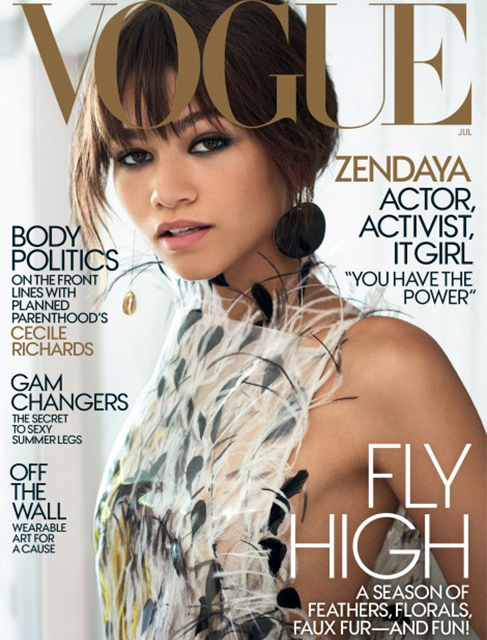 VOGUE
JUL
ZENDAYA
ACTOR,
ACTIVIST,
IT GIRL
“YOU HAVE THE
POWER”
BODY
POLITICS
ON THE FRONT
LINES WITH
PLANNED
PARENTHOOD’S
CECILE
RICHARDS
GAM
CHANGERS
THE SECRET
TO SEXY
SUMMER LEGS
OFF
THE
WALL
WEARABLE
ART FOR
A CAUSE
FLY
HIGH
A SEASON OF
FEATHERS, FLORALS,
FAUX FUR—AND FUN!